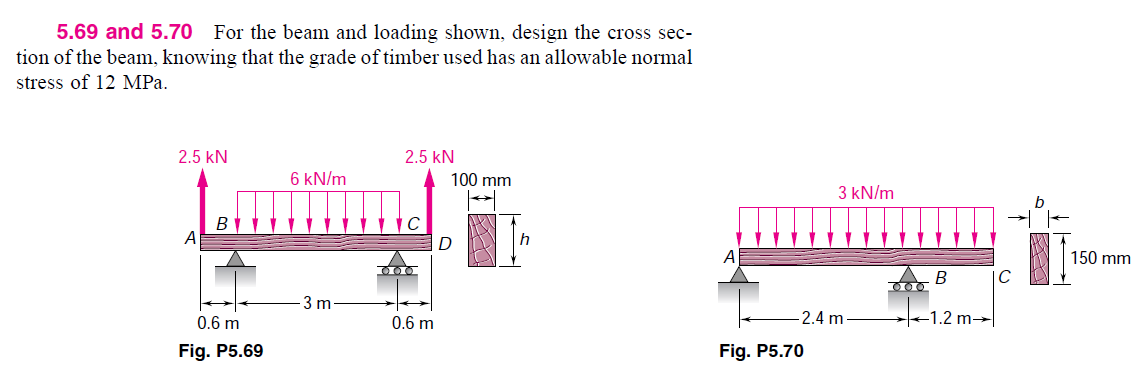 5.69 and 5.70 For the beam and loading shown, design the cross sec-
tion of the beam, knowing that the grade of timber used has an allowable normal
stress of 12 MPa.
2.5 kN
2.5 kN
6 kN/m
100 mm
B
C
A
D
h
3 m
0.6 m
0.6 m
Fig. P5.69
3 kN/m
b
A
B
C
150 mm
2.4 m
1.2 m
Fig. P5.70